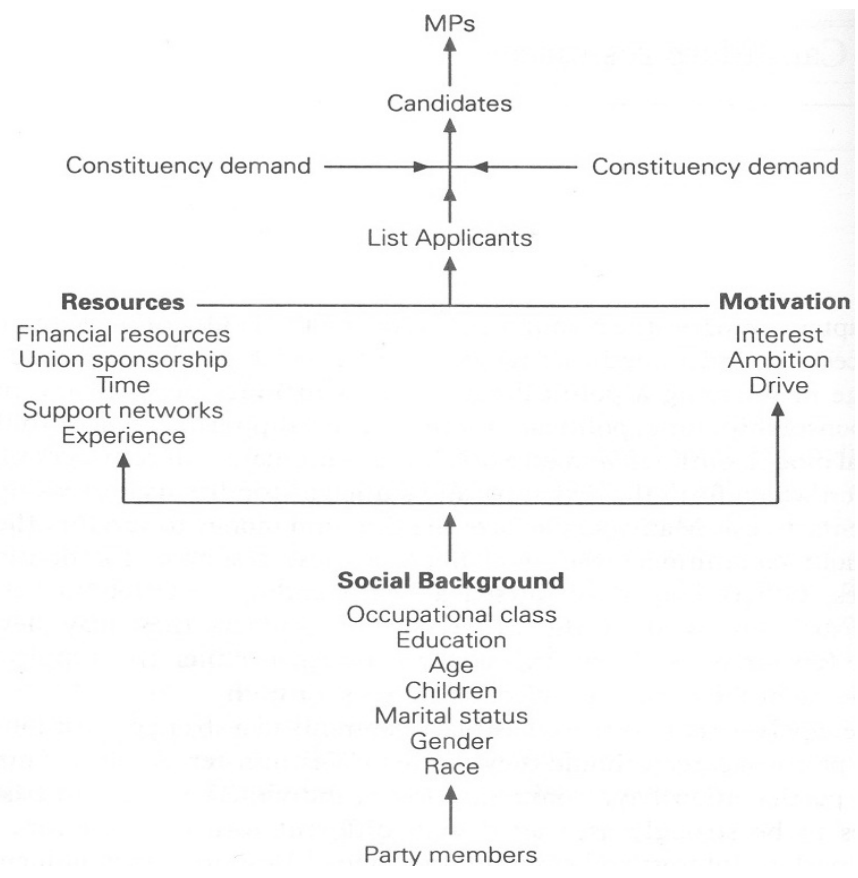 MPs
Candidates
Constituency demand
Constituency demand
List Applicants
Resources
Motivation
Financial resources
Union sponsorship
Time
Support networks
Experience
Interest
Ambition
Drive
Social Background
Occupational class
Education
Age
Children
Marital status
Gender
Race
Party members